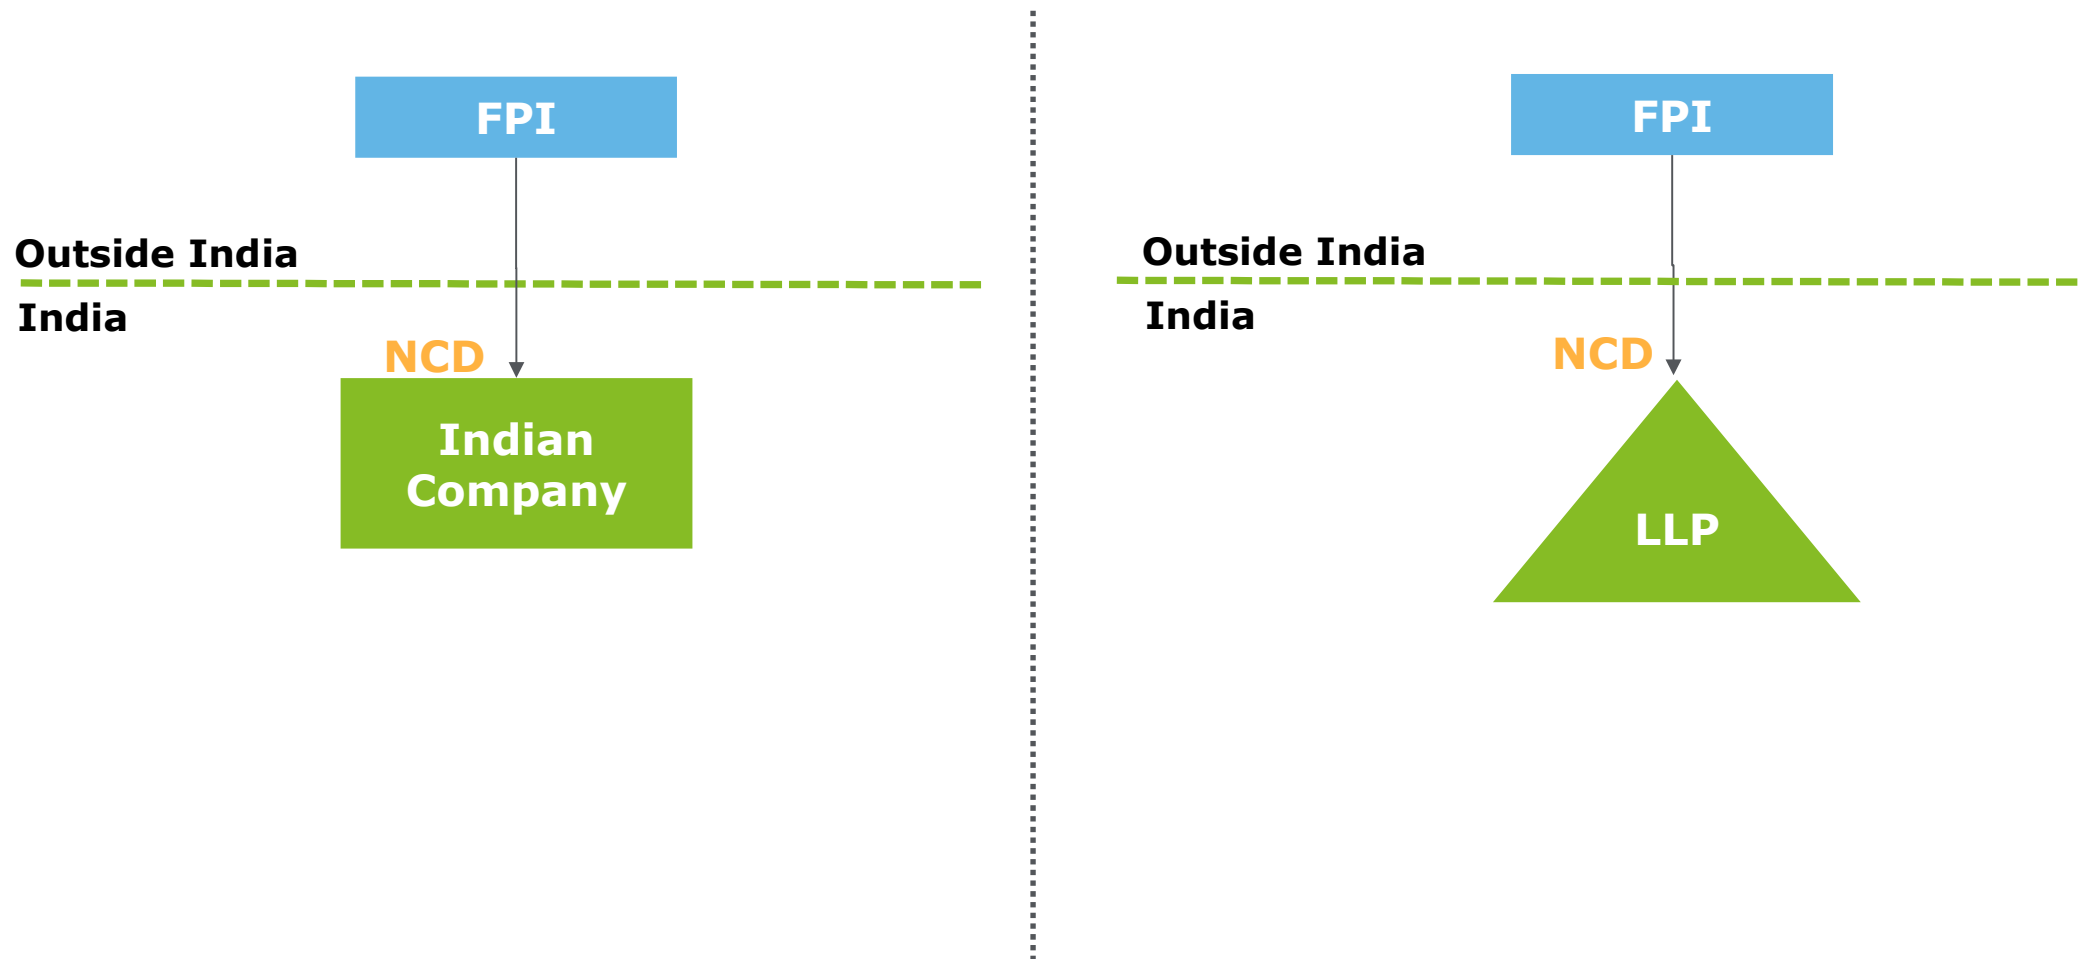 FPI
Outside India
India
NCD
Indian
Company
FPI
Outside India
India
NCD
LLP